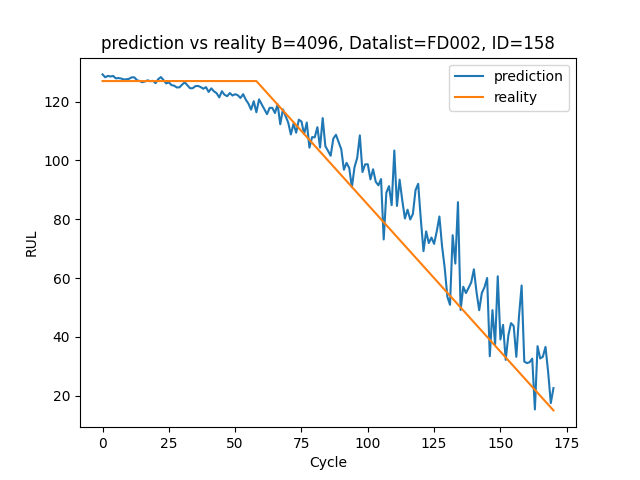 prediction vs reality B=4096, Datalist=FD002, ID=158
prediction
reality
RUL
120
100
80
60
40
20
0 25 50 75 100 125 150 175
Cycle